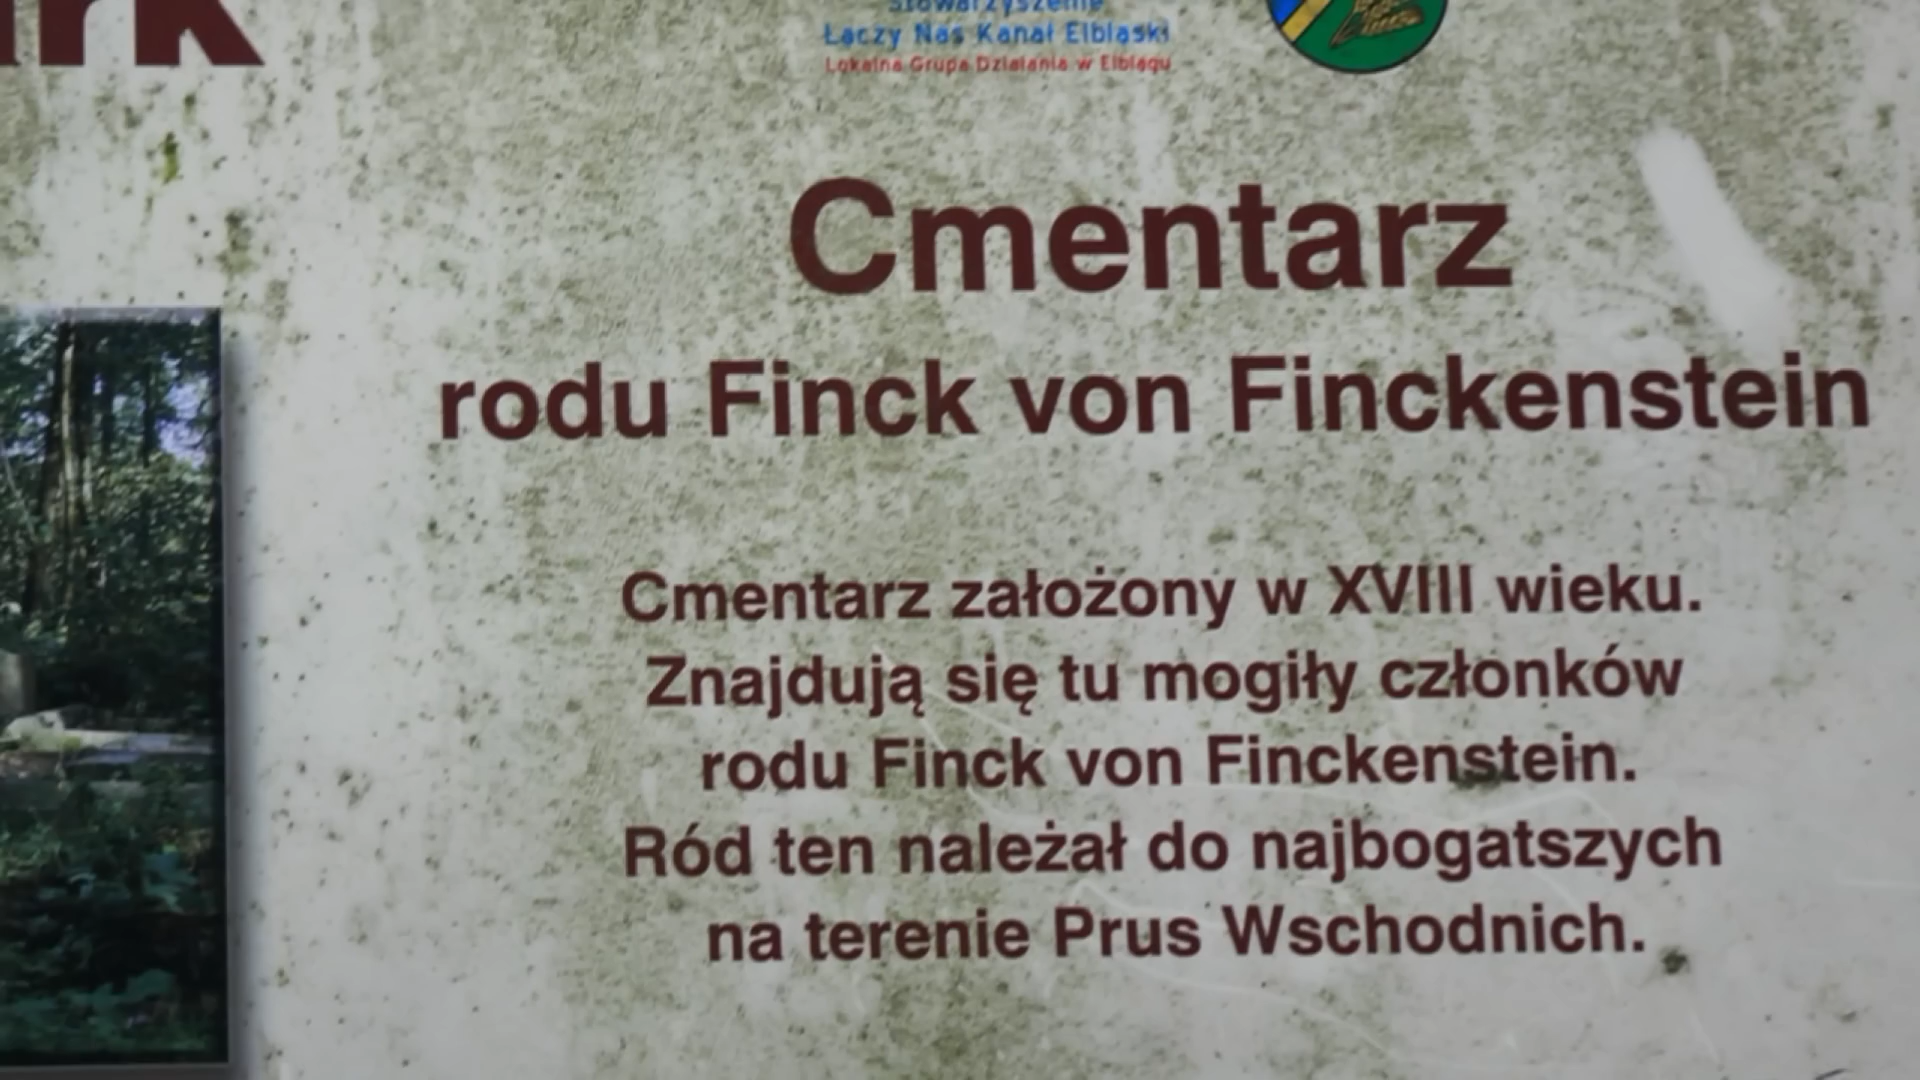 Stowarzyszenie
Łączy Nas Kanał Elbląski
Lokalna Grupa Działania w Elblągu
Cmentarz
rodu Finck von Finckenstein
Cmentarz założony w XVIII wieku.
Znajdują się tu mogiły członków
rodu Finck von Finckenstein.
Ród ten należał do najbogatszych
na terenie Prus Wschodnich.